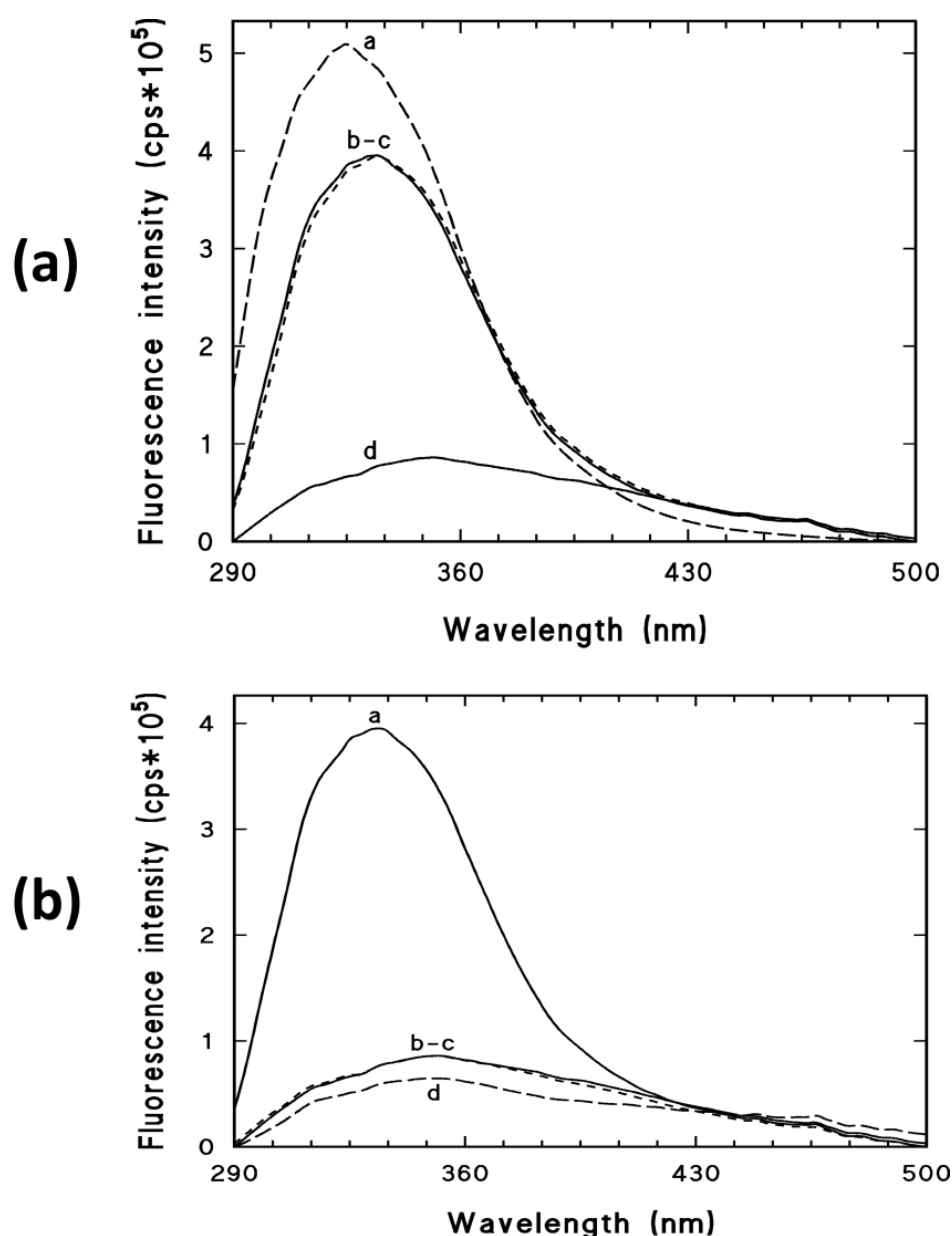 (a)
Fluorescence intensity (cps*10⁵)
5
4
3
2
1
0
a
b-c
d
290 360 430 500
Wavelength (nm)
(b)
Fluorescence intensity (cps*10⁵)
4
3
2
1
0
a
b-c
d
290 360 430 500
Wavelength (nm)